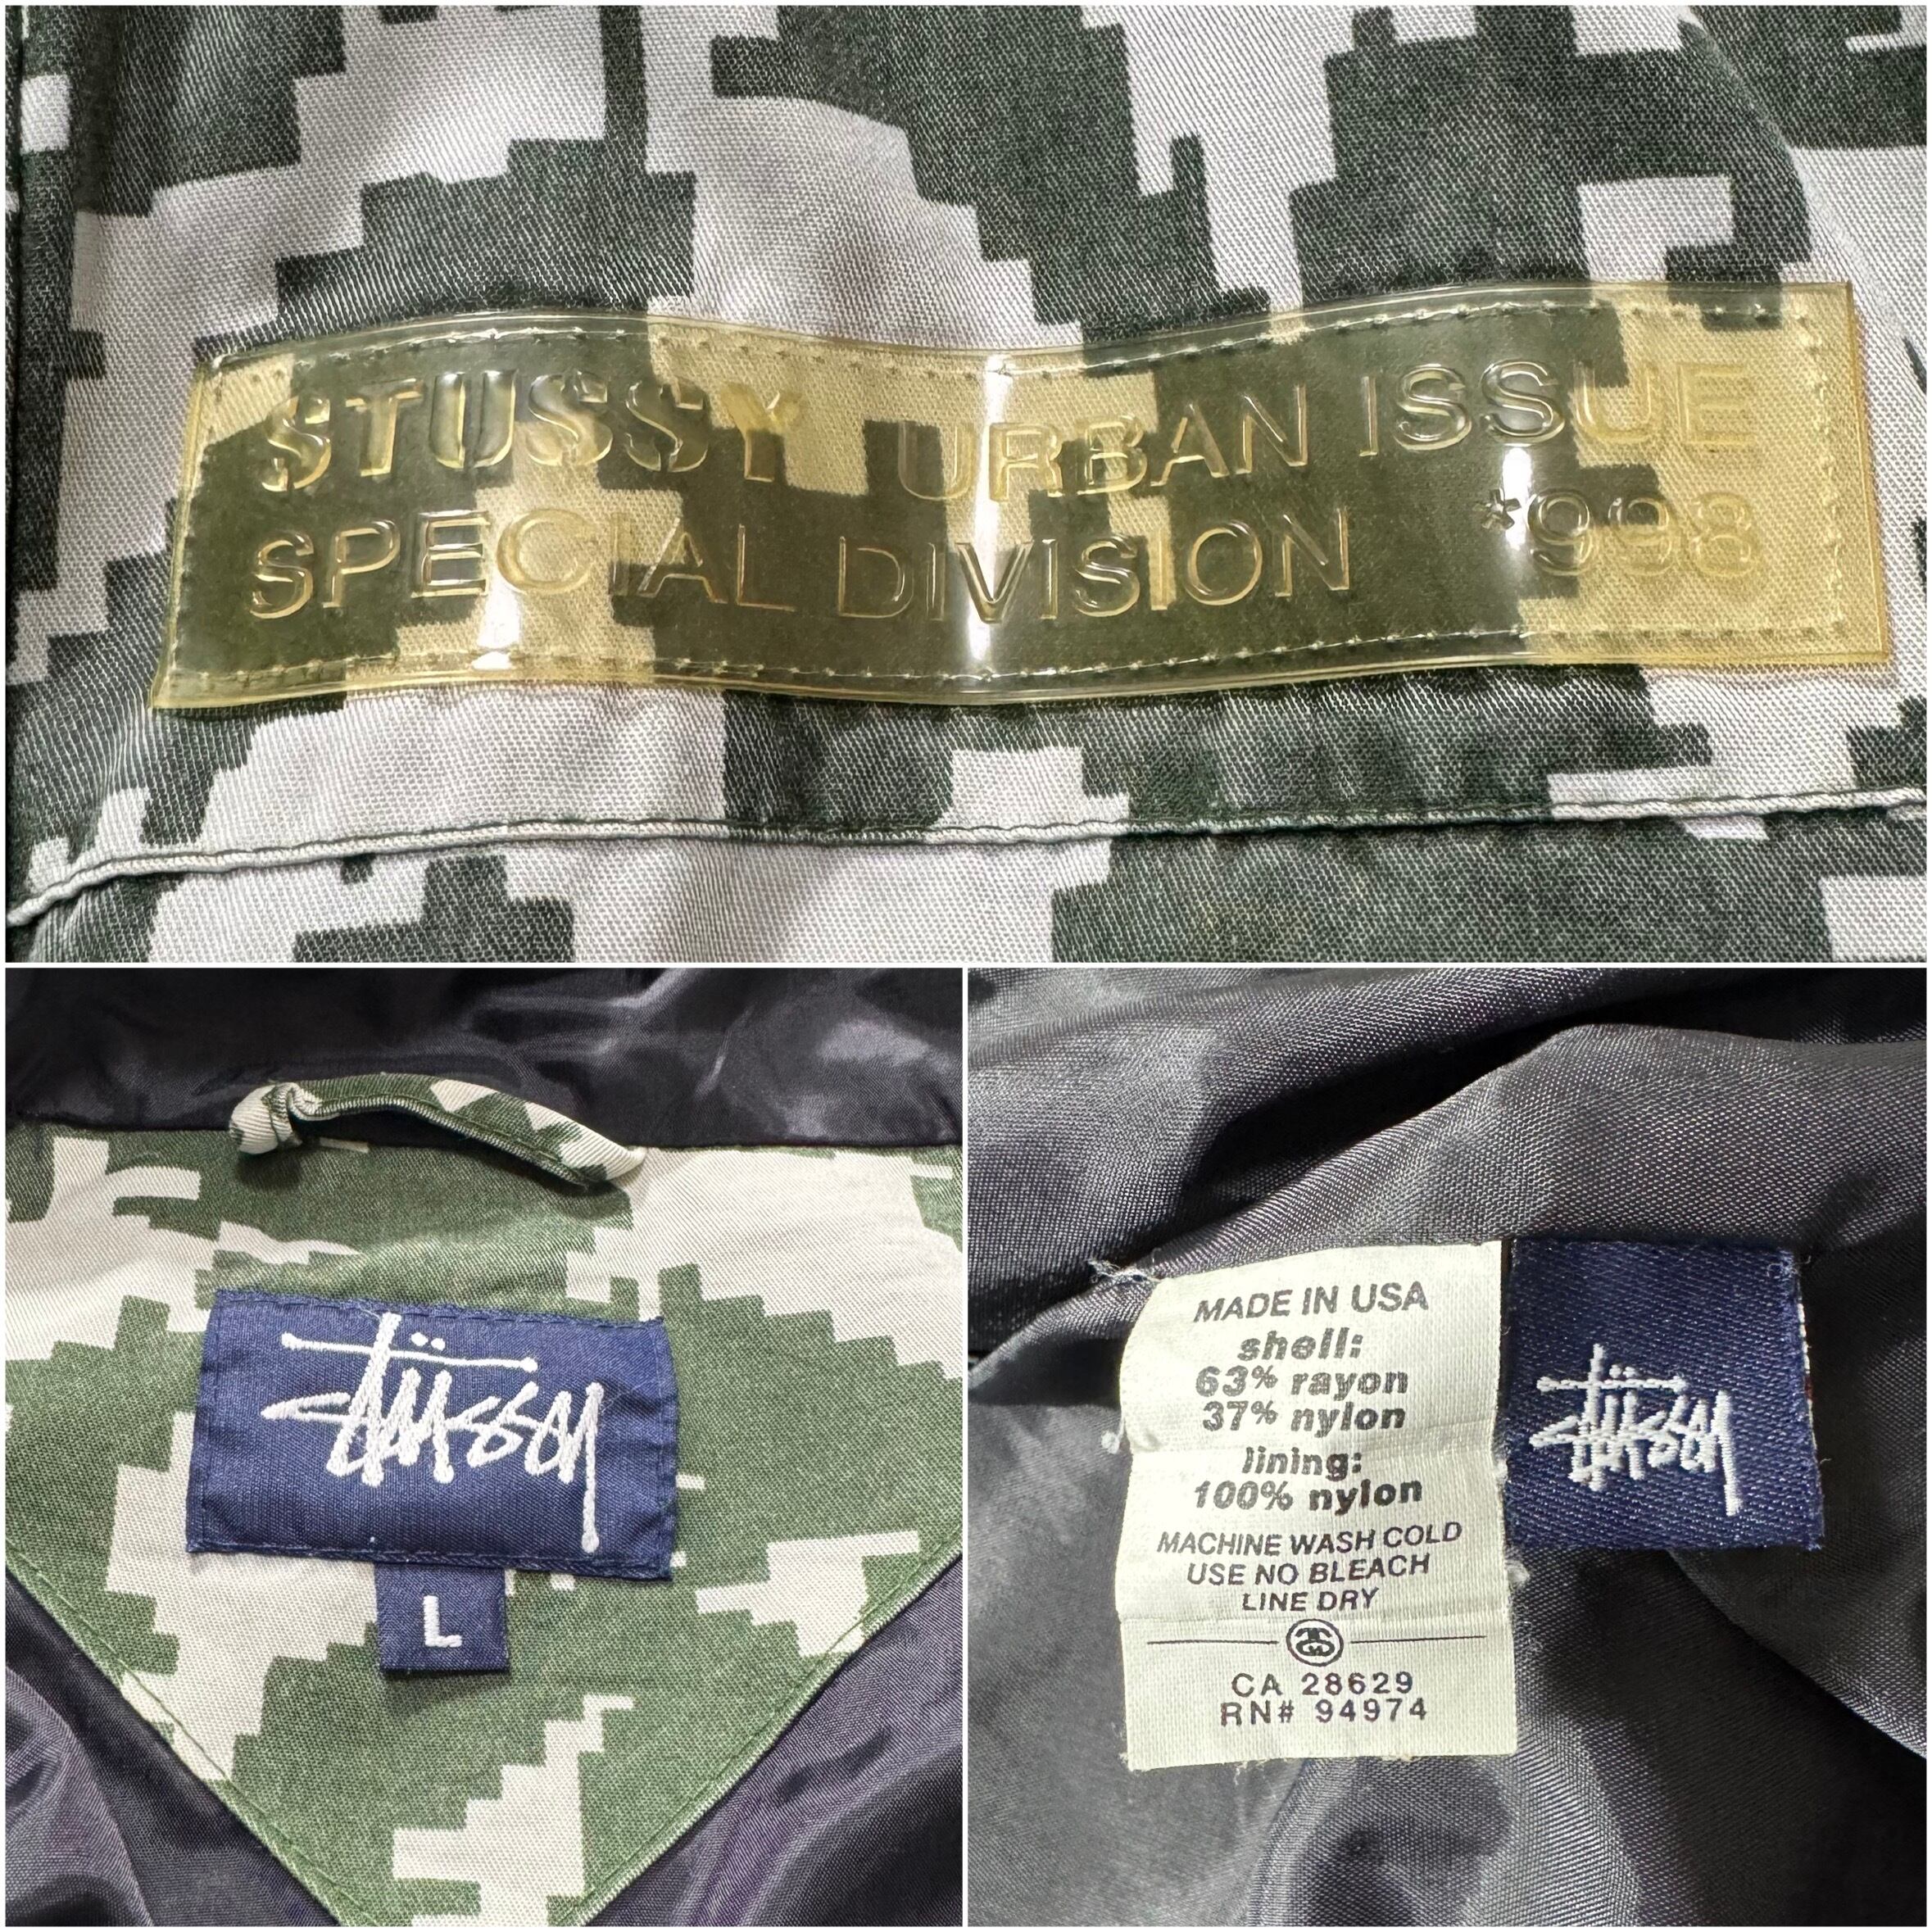 STUSSY URBAN ISSUE
SPECIAL DIVISION *998
Stüssy
L
MADE IN USA
shell:
63% rayon
37% nylon
lining:
100% nylon
MACHINE WASH COLD
USE NO BLEACH
LINE DRY
CA 28629
RN# 94974
Stüssy